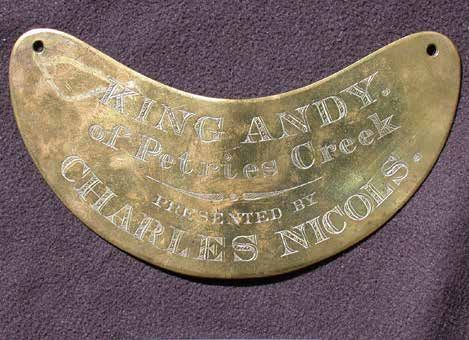 KING ANDY.
of Petries Creek
PRESENTED BY
CHARLES NICOLS.